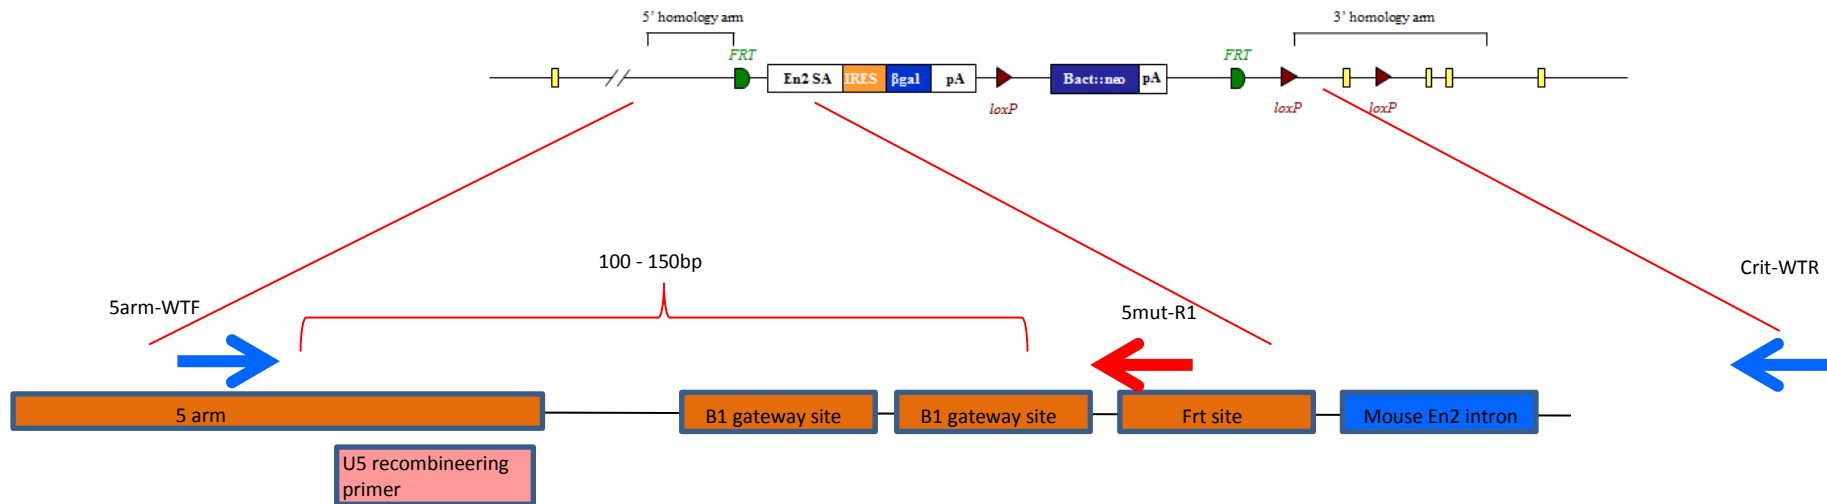 5' homology arm
3' homology arm
FRT
FRT
En2 SA
IRES
βgal
pA
Bact::neo
pA
loxP
loxP
loxP
100 - 150bp
Crit-WTR
5arm-WTF
5mut-R1
5 arm
B1 gateway site
B1 gateway site
Frt site
Mouse En2 intron
U5 recombineering
primer